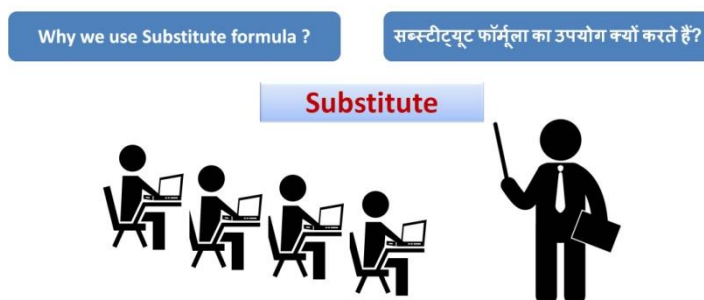 Why we use Substitute formula ?
सब्स्टीट्यूट फॉर्मूला का उपयोग क्यों करते हैं?
Substitute